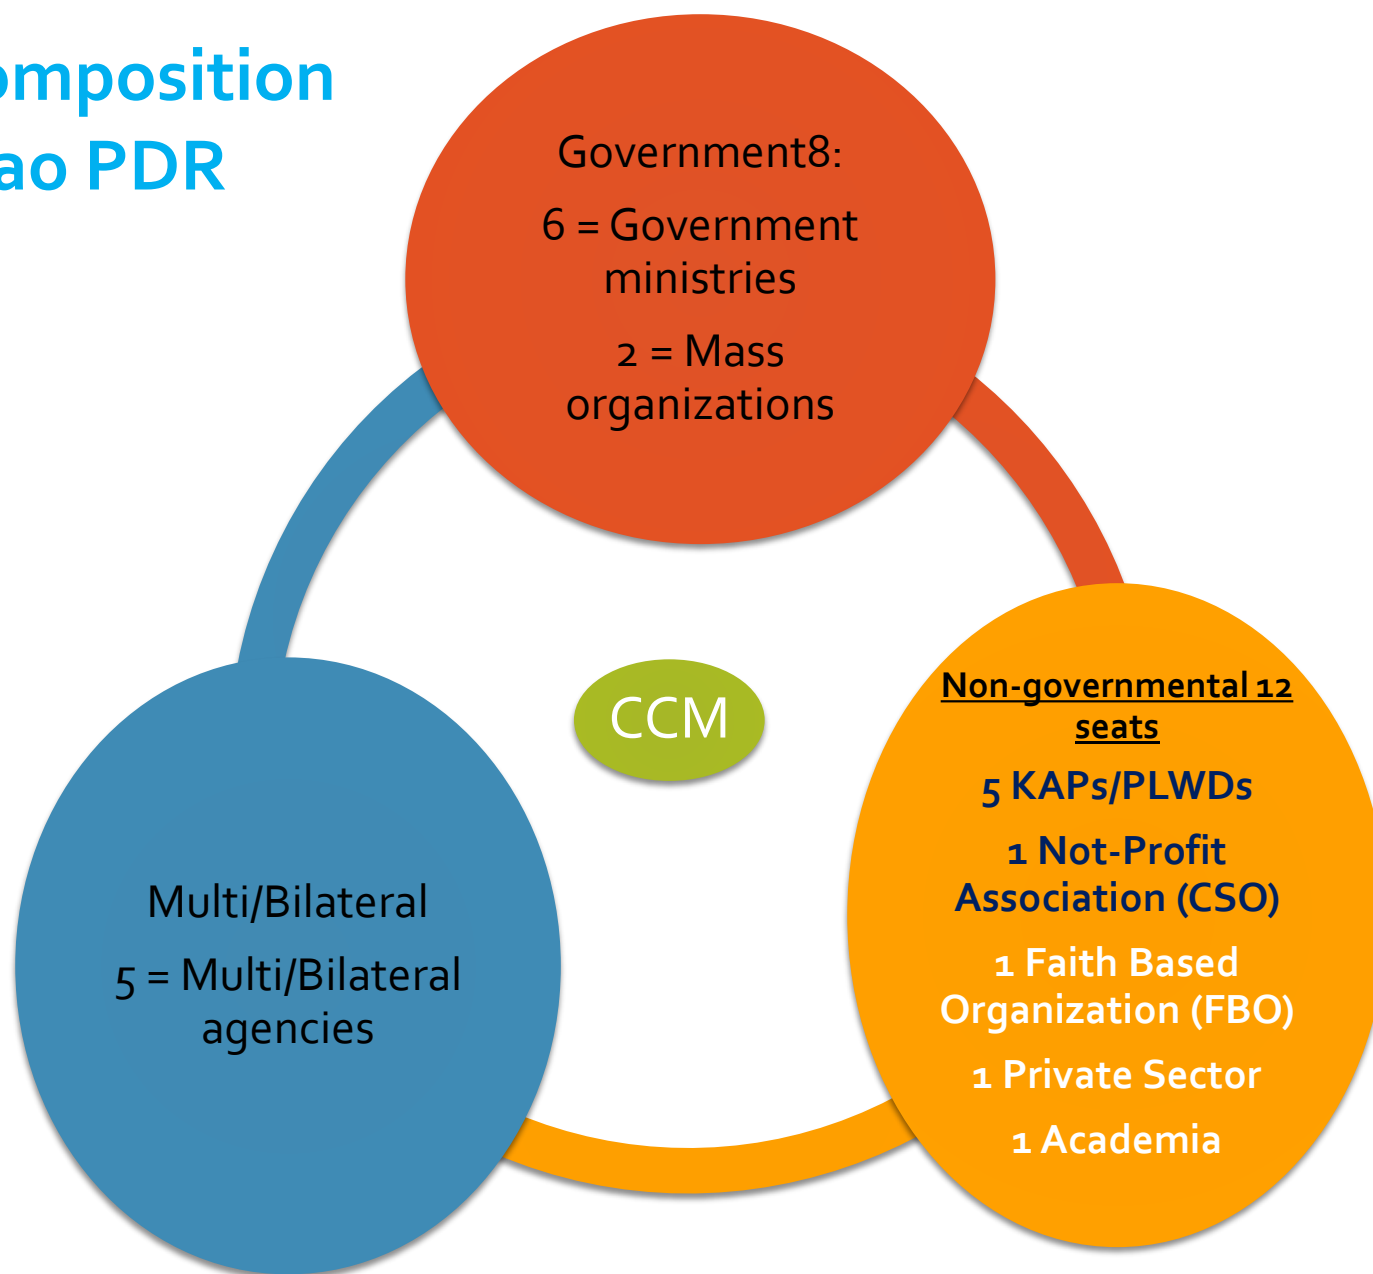 omposition
ao PDR
Government8:
6 = Government
ministries
2 = Mass
organizations
CCM
Non-governmental 12
seats
5 KAPs/PLWDs
1 Not-Profit
Association (CSO)
1 Faith Based
Organization (FBO)
1 Private Sector
1 Academia
Multi/Bilateral
5 = Multi/Bilateral
agencies